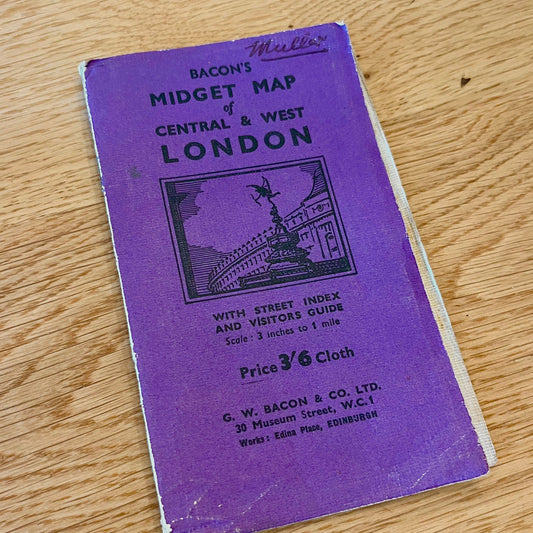 BACON'S
MIDGET MAP
of
CENTRAL & WEST
LONDON
WITH STREET INDEX
AND VISITORS GUIDE
Scale: 3 inches to 1 mile
Price 3/6 Cloth
G. W. BACON & CO. LTD.
30 Museum Street, W.C.1
Works: Edina Place, EDINBURGH